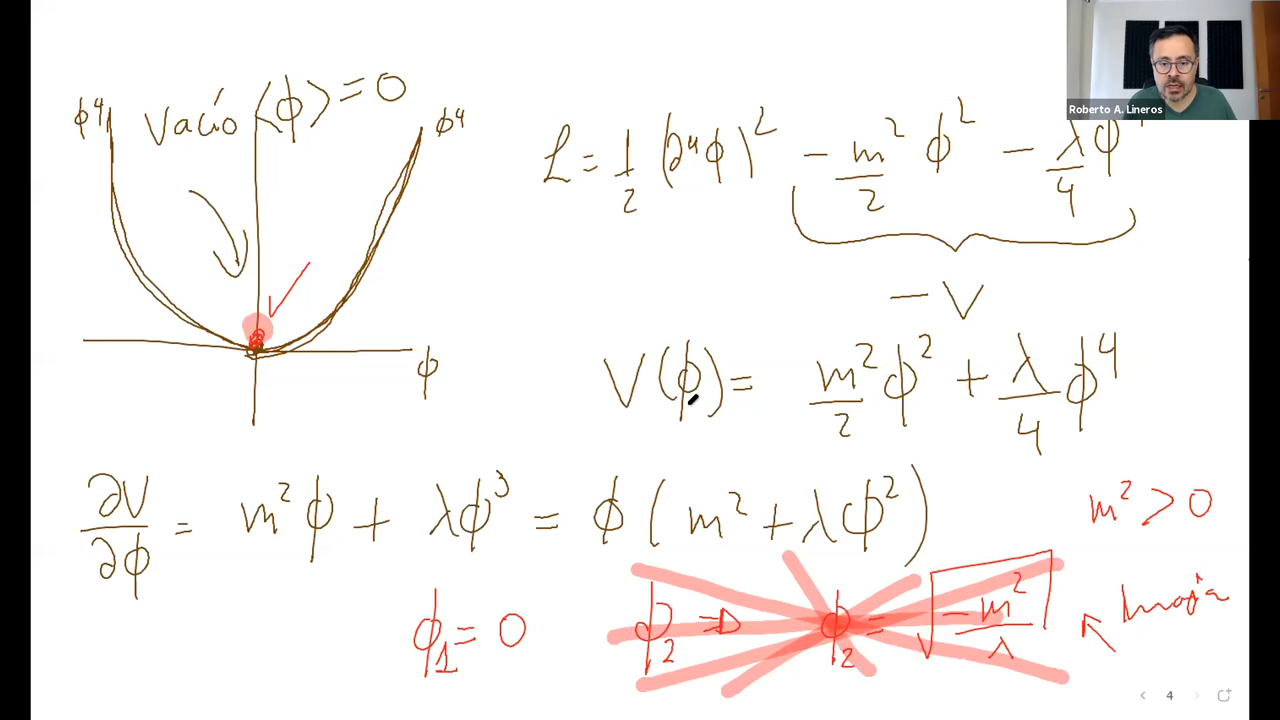 Roberto A. Lineros
Vacío ⟨ϕ⟩ = 0
ϕ⁴
ϕ⁴
ϕ
ℒ = 1/2 (∂^μ ϕ)² − m²/2 ϕ² − λ/4 ϕ⁴
− V
V(ϕ) = m²/2 ϕ² + λ/4 ϕ⁴
∂V/∂ϕ = m²ϕ + λϕ³ = ϕ ( m² + λϕ² )
m² > 0
ϕ₁ = 0
ϕ₂ ⇒ ϕ₂ = √(−m²/λ)
4